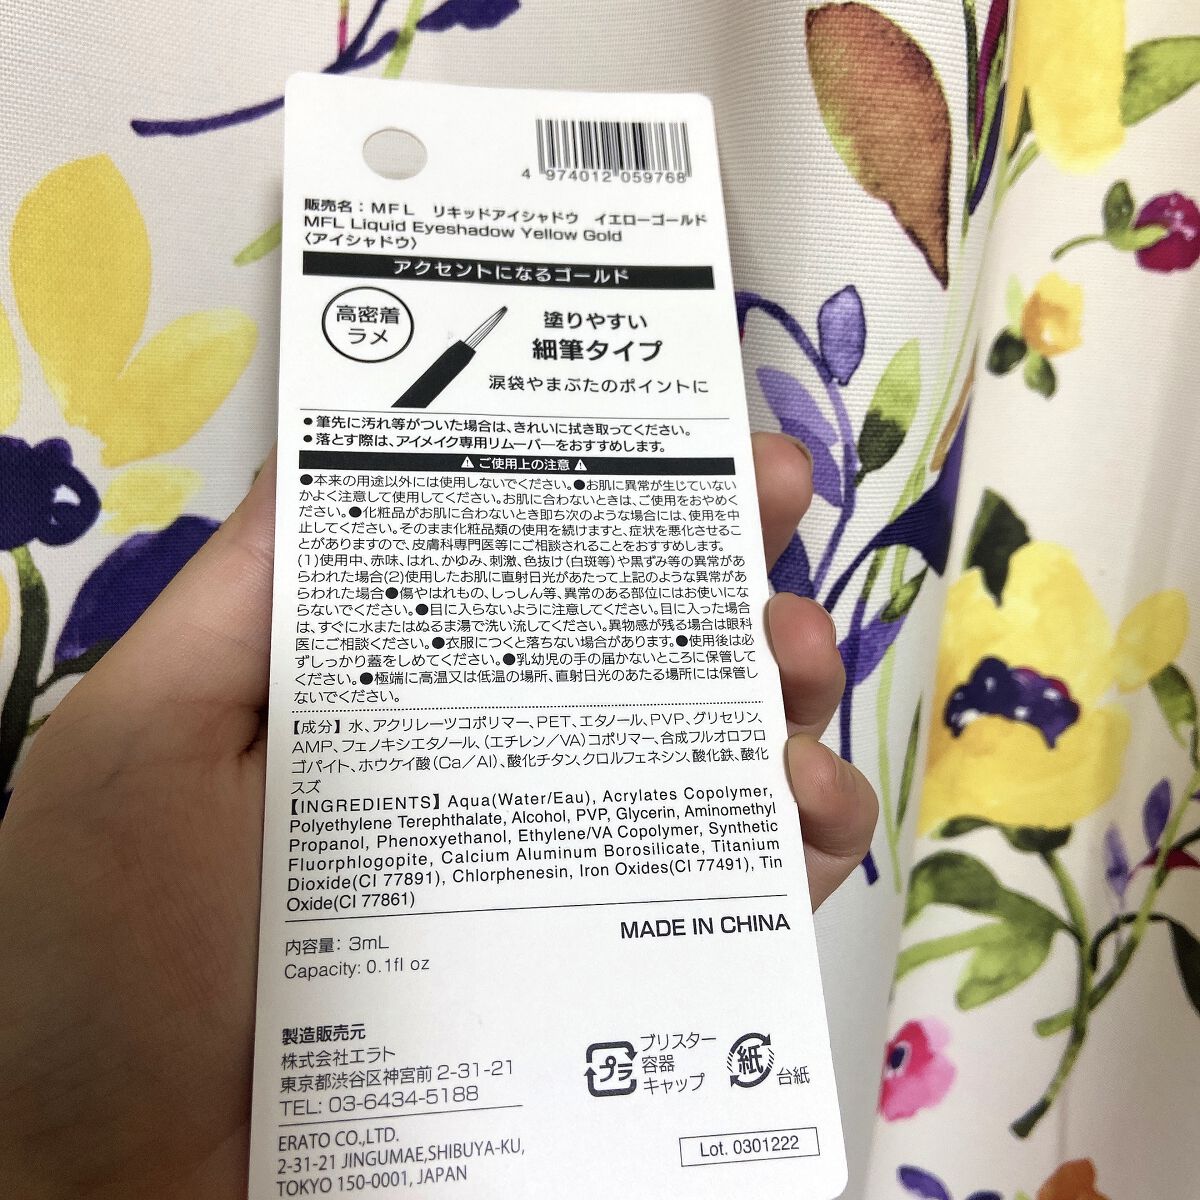 4 974012 059768
販売名：ＭＦＬ　リキッドアイシャドウ　イエローゴールド
MFL Liquid Eyeshadow Yellow Gold
〈アイシャドウ〉
アクセントになるゴールド
高密着
ラメ
塗りやすい
細筆タイプ
涙袋やまぶたのポイントに
●筆先に汚れ等がついた場合は、きれいに拭き取ってください。
●落とす際は、アイメイク専用リムーバーをおすすめします。
⚠ ご使用上の注意 ⚠
●本来の用途以外には使用しないでください。●お肌に異常が生じていない
かよく注意して使用してください。お肌に合わないときは、ご使用をおやめく
ださい。●化粧品がお肌に合わないとき即ち次のような場合には、使用を中
止してください。そのまま化粧品類の使用を続けますと、症状を悪化させるこ
とがありますので、皮膚科専門医等にご相談されることをおすすめします。
(1)使用中、赤味、はれ、かゆみ、刺激、色抜け(白斑等)や黒ずみ等の異常があ
らわれた場合(2)使用したお肌に直射日光があたって上記のような異常があ
らわれた場合●傷やはれもの、しっしん等、異常のある部位にはお使いにな
らないでください。●目に入らないように注意してください。目に入った場合
は、すぐに水またはぬるま湯で洗い流してください。異物感が残る場合は眼科
医にご相談ください。●衣服につくと落ちない場合があります。●使用後は必
ずしっかり蓋をしめてください。●乳幼児の手の届かないところに保管して
ください。●極端に高温又は低温の場所、直射日光のあたる場所には保管し
ないでください。
【成分】水、アクリレーツコポリマー、PET、エタノール、PVP、グリセリン、
AMP、フェノキシエタノール、(エチレン／VA)コポリマー、合成フルオロフロ
ゴパイト、ホウケイ酸(Ca／Al)、酸化チタン、クロルフェネシン、酸化鉄、酸化
スズ
【INGREDIENTS】Aqua(Water/Eau), Acrylates Copolymer,
Polyethylene Terephthalate, Alcohol, PVP, Glycerin, Aminomethyl
Propanol, Phenoxyethanol, Ethylene/VA Copolymer, Synthetic
Fluorphlogopite, Calcium Aluminum Borosilicate, Titanium
Dioxide(CI 77891), Chlorphenesin, Iron Oxides(CI 77491), Tin
Oxide(CI 77861)
内容量：3mL
Capacity: 0.1fl oz
MADE IN CHINA
製造販売元
株式会社エラト
東京都渋谷区神宮前2-31-21
TEL: 03-6434-5188
ERATO CO.,LTD.
2-31-21 JINGUMAE,SHIBUYA-KU,
TOKYO 150-0001, JAPAN
プラ
ブリスター
容器
キャップ
紙
台紙
Lot. 0301222